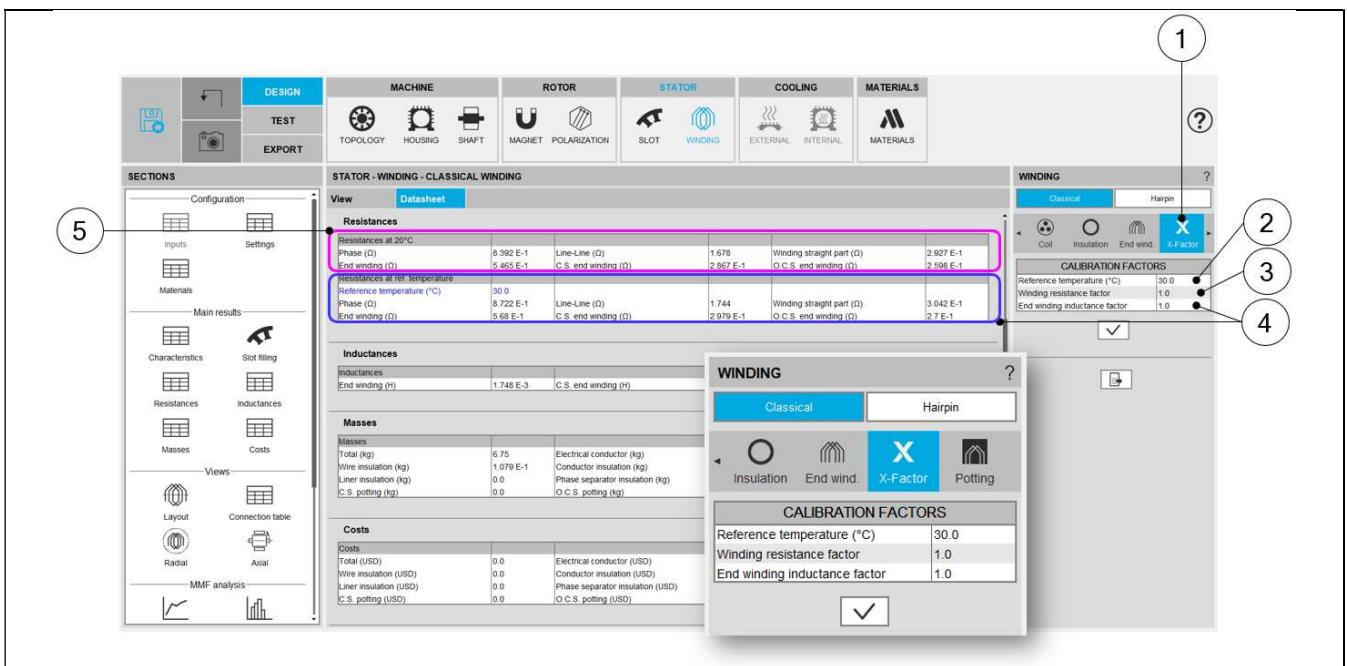 1
DESIGN
TEST
EXPORT
MACHINE
TOPOLOGY HOUSING SHAFT
ROTOR
MAGNET POLARIZATION
STATOR
SLOT WINDING
COOLING
EXTERNAL INTERNAL
MATERIALS
MATERIALS
?
SECTIONS
Configuration
Inputs Settings
Materials
Main results
Characteristics Slot filling
Resistances Inductances
Masses Costs
Views
Layout Connection table
Radial Axial
MMF analysis
5
STATOR - WINDING - CLASSICAL WINDING
View Datasheet
Resistances
Resistances at 20°C
Phase (Ω) 8.392 E-1 Line-Line (Ω) 1.678 Winding straight part (Ω) 2.927 E-1
End winding (Ω) 5.465 E-1 C.S. end winding (Ω) 2.867 E-1 O.C.S. end winding (Ω) 2.598 E-1
Resistances at ref. temperature
Reference temperature (°C) 30.0
Phase (Ω) 8.722 E-1 Line-Line (Ω) 1.744 Winding straight part (Ω) 3.042 E-1
End winding (Ω) 5.68 E-1 C.S. end winding (Ω) 2.979 E-1 O.C.S. end winding (Ω) 2.7 E-1
Inductances
Inductances
End winding (H) 1.748 E-3 C.S. end winding (H)
Masses
Masses
Total (kg) 6.75 Electrical conductor (kg)
Wire insulation (kg) 1.079 E-1 Conductor insulation (kg)
Liner insulation (kg) 0.0 Phase separator insulation (kg)
C.S. potting (kg) 0.0 O.C.S. potting (kg)
Costs
Costs
Total (USD) 0.0 Electrical conductor (USD)
Wire insulation (USD) 0.0 Conductor insulation (USD)
Liner insulation (USD) 0.0 Phase separator insulation (USD)
C.S. potting (USD) 0.0 O.C.S. potting (USD)
WINDING ?
Classical Hairpin
Coil Insulation End wind. X X-Factor
CALIBRATION FACTORS
Reference temperature (°C) 30.0
Winding resistance factor 1.0
End winding inductance factor 1.0
2
3
4
WINDING ?
Classical Hairpin
Insulation End wind. X X-Factor Potting
CALIBRATION FACTORS
Reference temperature (°C) 30.0
Winding resistance factor 1.0
End winding inductance factor 1.0